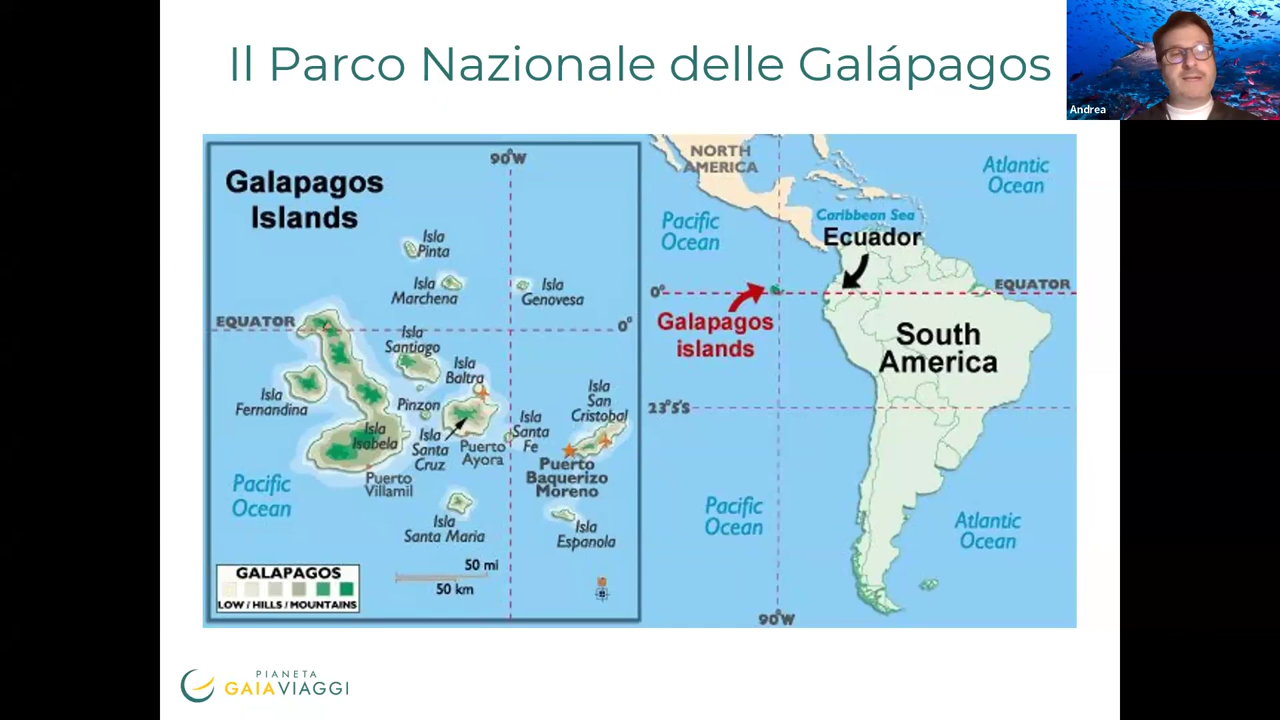 Il Parco Nazionale delle Galápagos
Andrea
Galapagos
Islands
90°W
Isla
Pinta
Isla
Marchena
Isla
Genovesa
EQUATOR
0°
Isla
Santiago
Isla
Baltra
Isla
Fernandina
Pinzon
Isla
San
Cristobal
Isla
Isabela
Isla
Santa
Cruz
Puerto
Ayora
Isla
Santa
Fe
Puerto
Baquerizo
Moreno
Puerto
Villamil
Pacific
Ocean
Isla
Santa Maria
Isla
Espanola
GALAPAGOS
LOW / HILLS / MOUNTAINS
50 mi
50 km
NORTH
AMERICA
Atlantic
Ocean
Pacific
Ocean
Caribbean Sea
Ecuador
0°
EQUATOR
Galapagos
islands
South
America
23°5'S
Pacific
Ocean
Atlantic
Ocean
90°W
PIANETA
GAIAVIAGGI